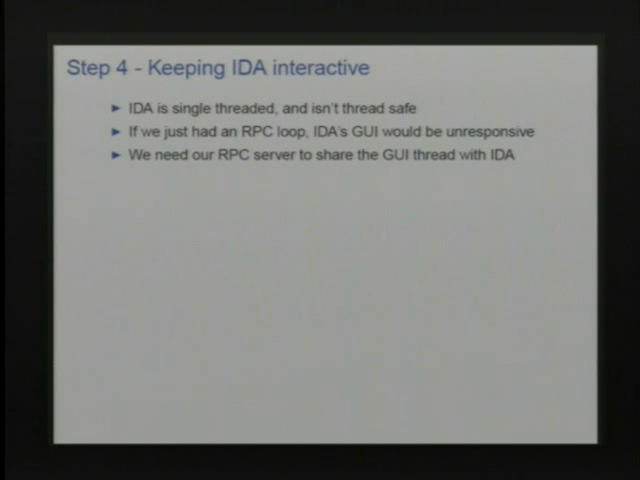 Step 4 - Keeping IDA interactive
► IDA is single threaded, and isn't thread safe
► If we just had an RPC loop, IDA's GUI would be unresponsive
► We need our RPC server to share the GUI thread with IDA